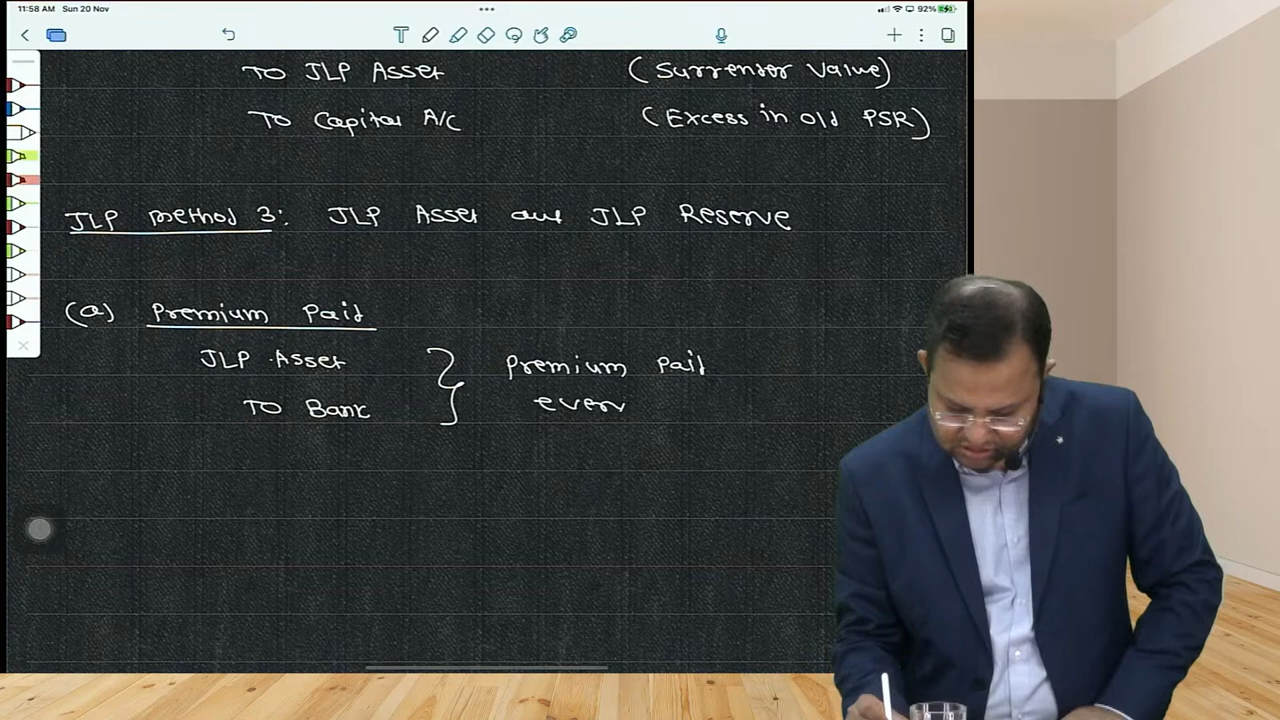 11:58 AM Sun 20 Nov
92%
TO JLP Asset (Surrender Value)
TO Capital A/C (Excess in old PSR)
JLP method 3: JLP Asset and JLP Reserve
(a) Premium Paid
JLP Asset } Premium Paid
TO Bank every